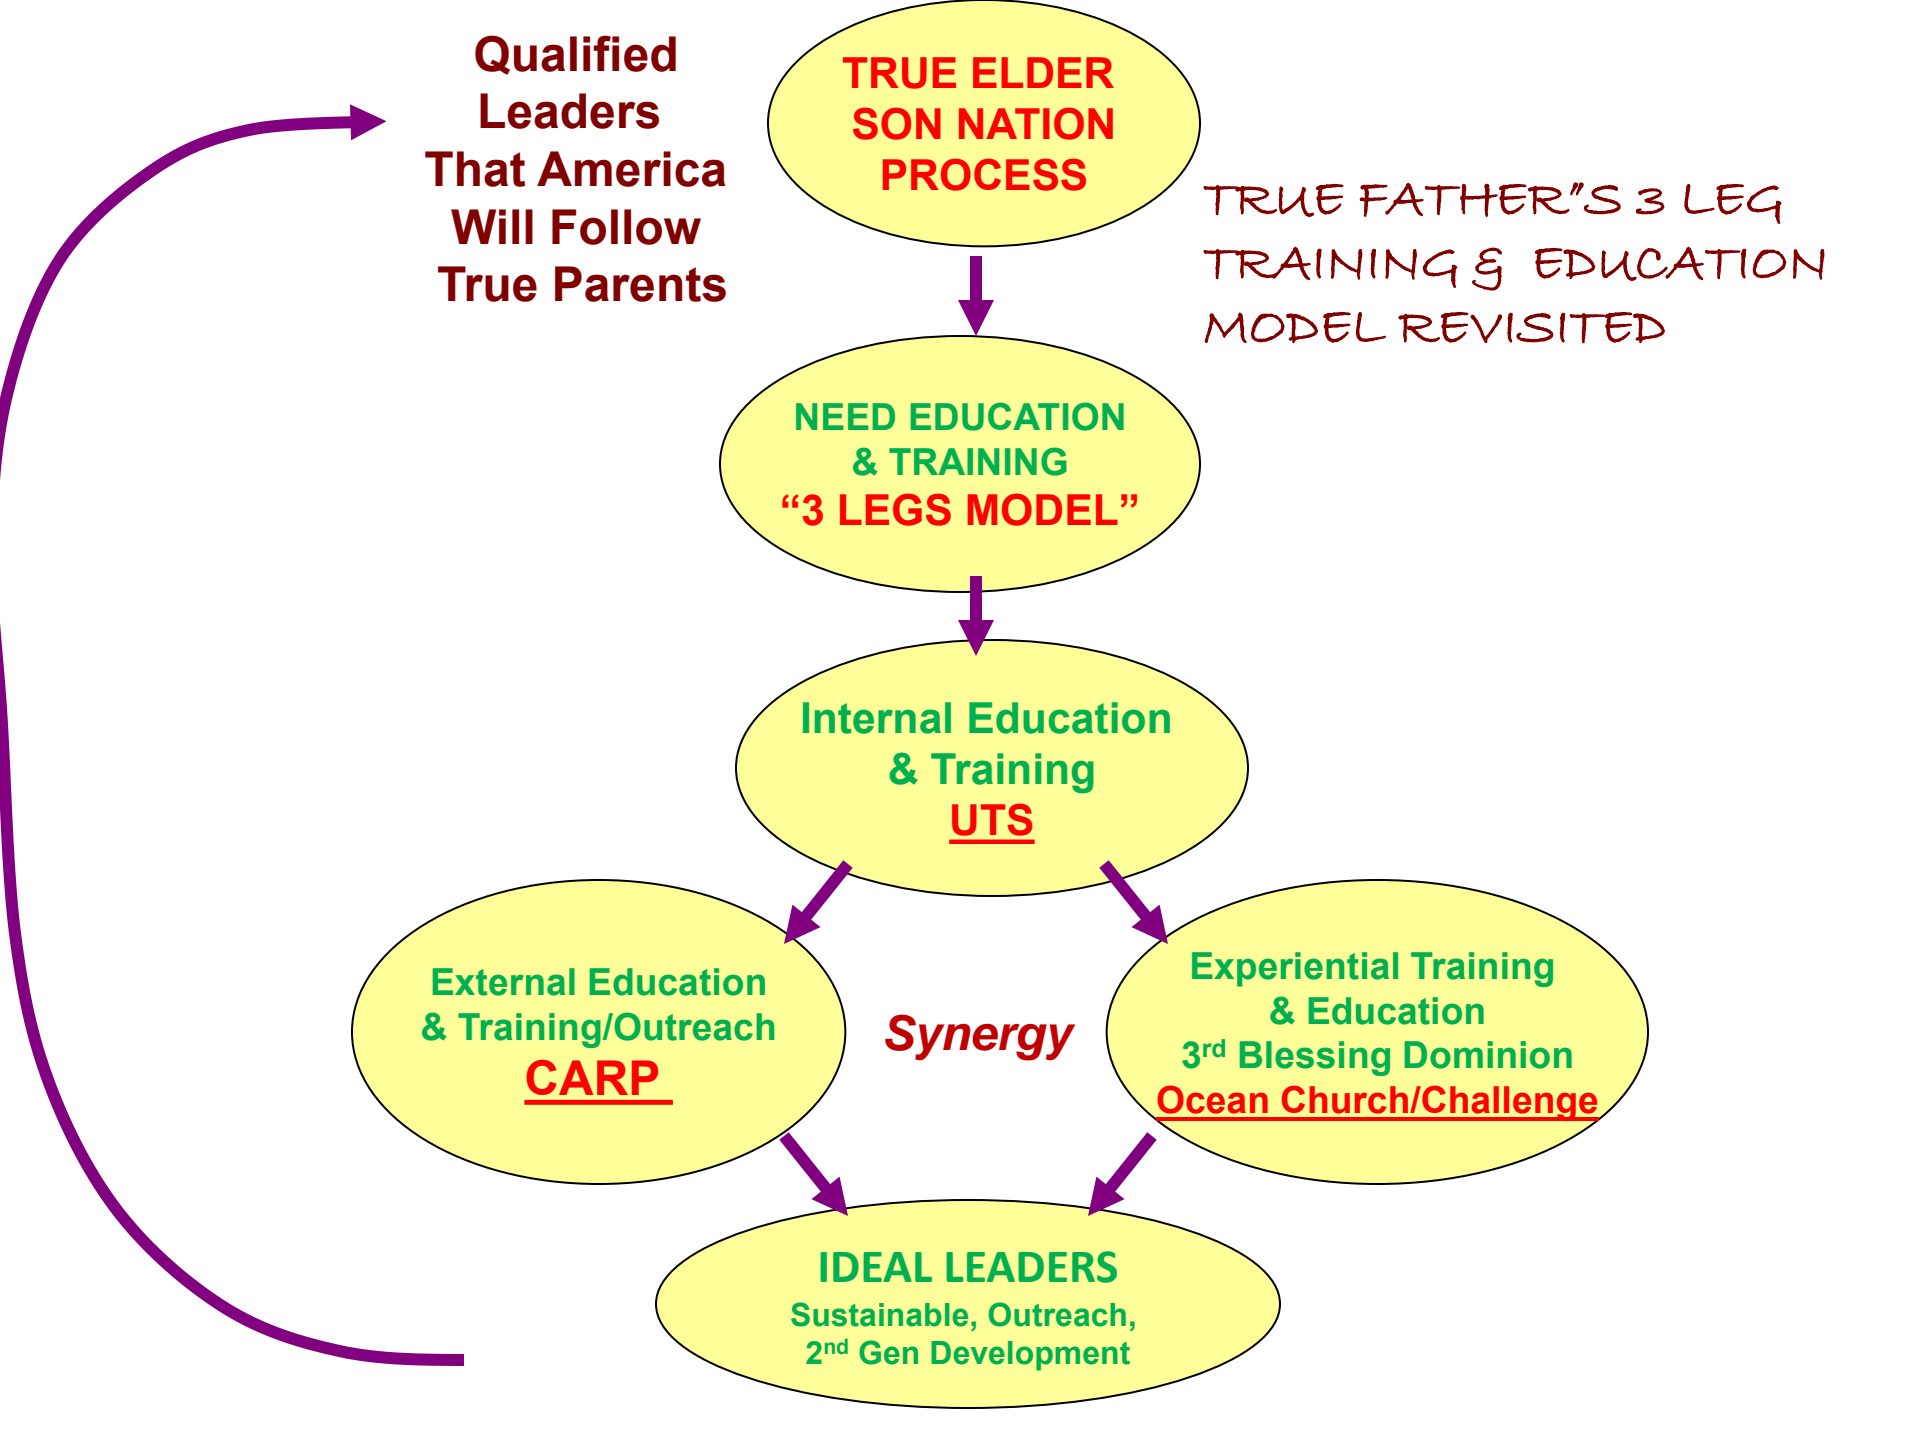 Qualified
Leaders
That America
Will Follow
True Parents
TRUE ELDER
SON NATION
PROCESS
TRUE FATHER"S 3 LEG
TRAINING & EDUCATION
MODEL REVISITED
NEED EDUCATION
& TRAINING
“3 LEGS MODEL”
Internal Education
& Training
UTS
External Education
& Training/Outreach
CARP
Synergy
Experiential Training
& Education
3rd Blessing Dominion
Ocean Church/Challenge
IDEAL LEADERS
Sustainable, Outreach,
2nd Gen Development